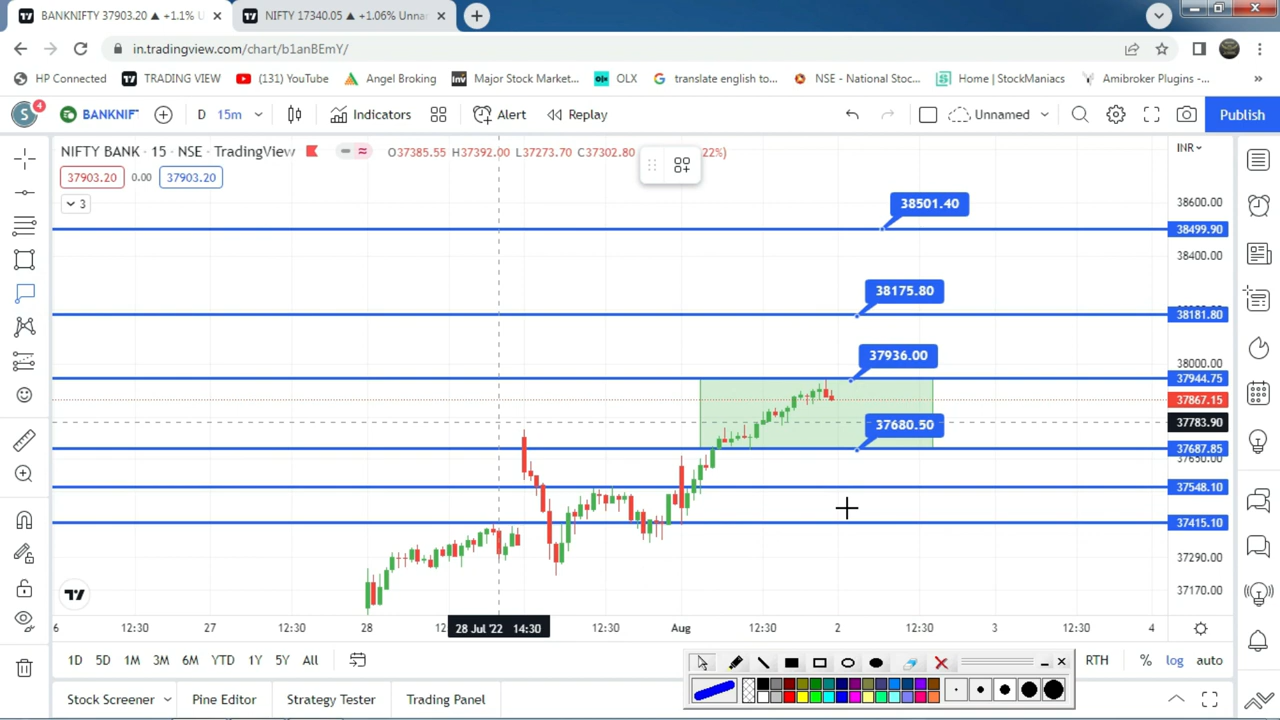 BANKNIFTY 37903.20 ▲ +1.1% U
NIFTY 17340.05 ▲ +1.06% Unna
in.tradingview.com/chart/b1anBEmY/
HP Connected
TRADING VIEW
(131) YouTube
Angel Broking
Major Stock Market...
OLX
translate english to...
NSE - National Stoc...
Home | StockManiacs
Amibroker Plugins -...
»
S 4
BANKNIF
D
15m
Indicators
Alert
Replay
Unnamed
Publish
NIFTY BANK · 15 · NSE · TradingView
O37385.55 H37392.00 L37273.70 C37302.80
22%)
INR
37903.20
0.00
37903.20
3
38501.40
38175.80
37936.00
37680.50
38600.00
38499.90
38400.00
38181.80
38000.00
37944.75
37867.15
37783.90
37687.85
37650.00
37548.10
37415.10
37290.00
37170.00
6
12:30
27
12:30
28
12
28 Jul '22 14:30
12:30
Aug
12:30
2
12:30
3
12:30
4
1D
5D
1M
3M
6M
YTD
1Y
5Y
All
RTH
%
log
auto
Strategy Tester
Trading Panel